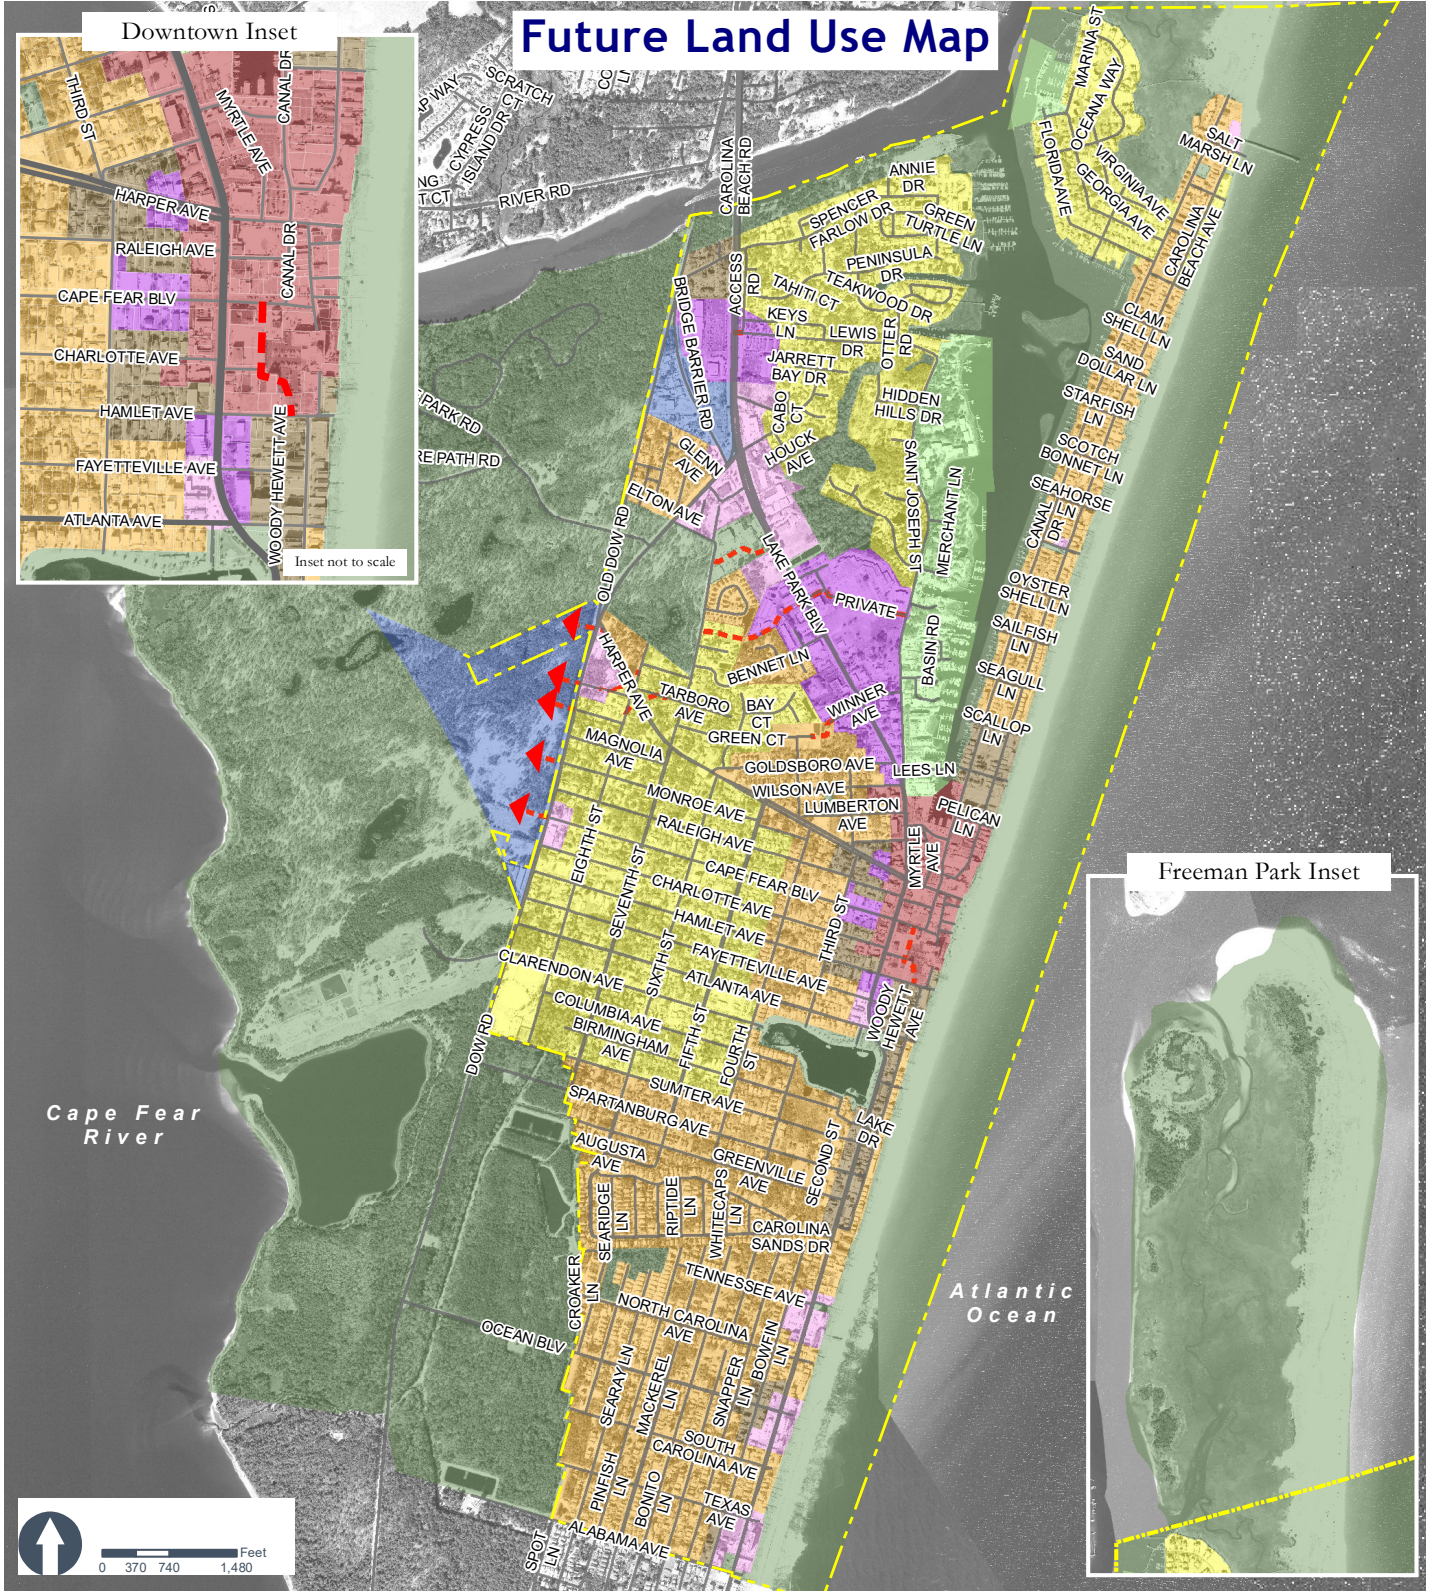 Future Land Use Map
Downtown Inset
THIRD ST
MYRTLE AVE
CANAL DR
HARPER AVE
RALEIGH AVE
CANAL DR
CAPE FEAR BLV
CHARLOTTE AVE
HAMLET AVE
FAYETTEVILLE AVE
WOODY HEWETT AVE
ATLANTA AVE
Inset not to scale
AP WAY
SCRATCH
CYPRESS
ISLAND DR CT
NG
T CT
RIVER RD
CAROLINA
BEACH RD
MARINA ST
OCEANA WAY
FLORIDA AVE
VIRGINIA AVE
GEORGIA AVE
SALT
MARSH LN
CAROLINA
BEACH AVE
ANNIE
DR
SPENCER
FARLOW DR
GREEN
TURTLE LN
PENINSULA
DR
TEAKWOOD DR
TAHITI CT
ACCESS
RD
BRIDGE BARRIER RD
KEYS
LN
LEWIS
DR
OTTER
RD
JARRETT
BAY DR
CABO
CT
HIDDEN
HILLS DR
HOUCK
AVE
CLAM
SHELL LN
SAND
DOLLAR LN
STARFISH
LN
SCOTCH
BONNET LN
SEAHORSE
LN
CANAL
DR
PARK RD
RE PATH RD
GLENN
AVE
ELTON AVE
OLD DOW RD
SAINT JOSEPH ST
MERCHANT LN
LAKE PARK BLV
PRIVATE
BASIN RD
OYSTER
SHELL LN
SAILFISH
LN
SEAGULL
LN
SCALLOP
LN
HARPER AVE
BENNET LN
TARBORO
AVE
BAY
CT
WINNER
AVE
GREEN CT
MAGNOLIA
AVE
GOLDSBORO AVE
LEES LN
WILSON AVE
LUMBERTON
AVE
MONROE AVE
RALEIGH AVE
PELICAN
LN
MYRTLE
AVE
EIGHTH ST
CAPE FEAR BLV
CHARLOTTE AVE
SEVENTH ST
HAMLET AVE
THIRD ST
FAYETTEVILLE AVE
SIXTH ST
ATLANTA AVE
CLARENDON AVE
COLUMBIA AVE
BIRMINGHAM
AVE
FIFTH ST
FOURTH
ST
WOODY
HEWETT
AVE
DOW RD
SUMTER AVE
SPARTANBURG AVE
LAKE
DR
AUGUSTA
AVE
GREENVILLE
AVE
SECOND ST
SEARIDGE
LN
RIPTIDE
LN
WHITECAPS
LN
CAROLINA
SANDS DR
CROAKER
LN
TENNESSEE AVE
NORTH CAROLINA
AVE
BOWFIN
LN
OCEAN BLV
SEARAY LN
MACKEREL
LN
SNAPPER
LN
SOUTH
CAROLINA AVE
PINFISH
LN
BONITO
LN
TEXAS
AVE
ALABAMA AVE
SPOT
LN
Cape Fear
River
Atlantic
Ocean
Freeman Park Inset
Feet
0 370 740 1,480